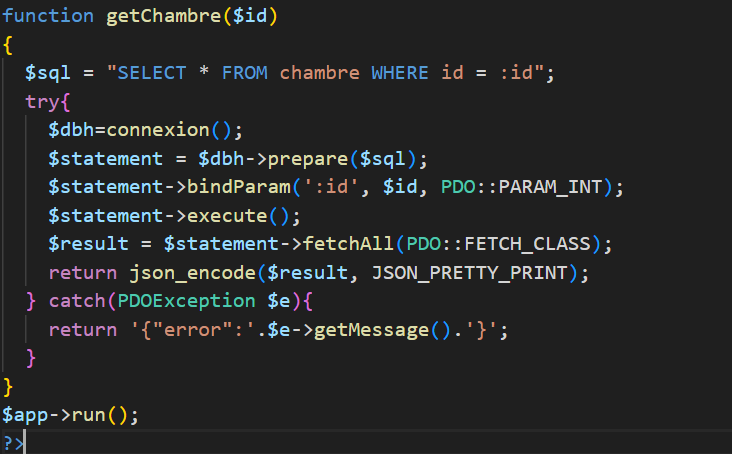 function getChambre($id)
{
  $sql = "SELECT * FROM chambre WHERE id = :id";
  try{
    $dbh=connexion();
    $statement = $dbh->prepare($sql);
    $statement->bindParam(':id', $id, PDO::PARAM_INT);
    $statement->execute();
    $result = $statement->fetchAll(PDO::FETCH_CLASS);
    return json_encode($result, JSON_PRETTY_PRINT);
  } catch(PDOException $e){
    return '{"error":'.$e->getMessage().'}';
  }
}
$app->run();
?>